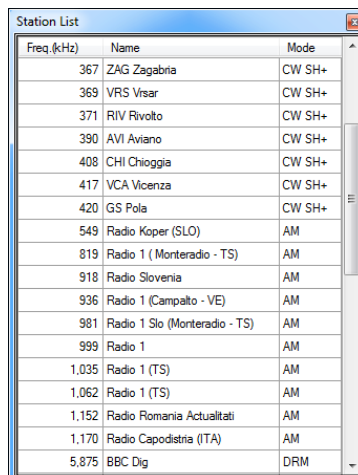 Station List
Freq.(kHz) Name Mode
367 ZAG Zagabria CW SH+
369 VRS Vrsar CW SH+
371 RIV Rivolto CW SH+
390 AVI Aviano CW SH+
408 CHI Chioggia CW SH+
417 VCA Vicenza CW SH+
420 GS Pola CW SH+
549 Radio Koper (SLO) AM
819 Radio 1 ( Monteradio - TS) AM
918 Radio Slovenia AM
936 Radio 1 (Campalto - VE) AM
981 Radio 1 Slo (Monteradio - TS) AM
999 Radio 1 AM
1,035 Radio 1 (TS) AM
1,062 Radio 1 (TS) AM
1,152 Radio Romania Actualitati AM
1,170 Radio Capodistria (ITA) AM
5,875 BBC Dig DRM